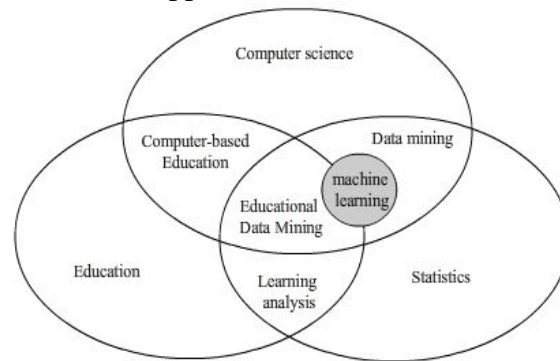 Computer science
Computer-based
Education
Data mining
machine
learning
Educational
Data Mining
Education
Learning
analysis
Statistics